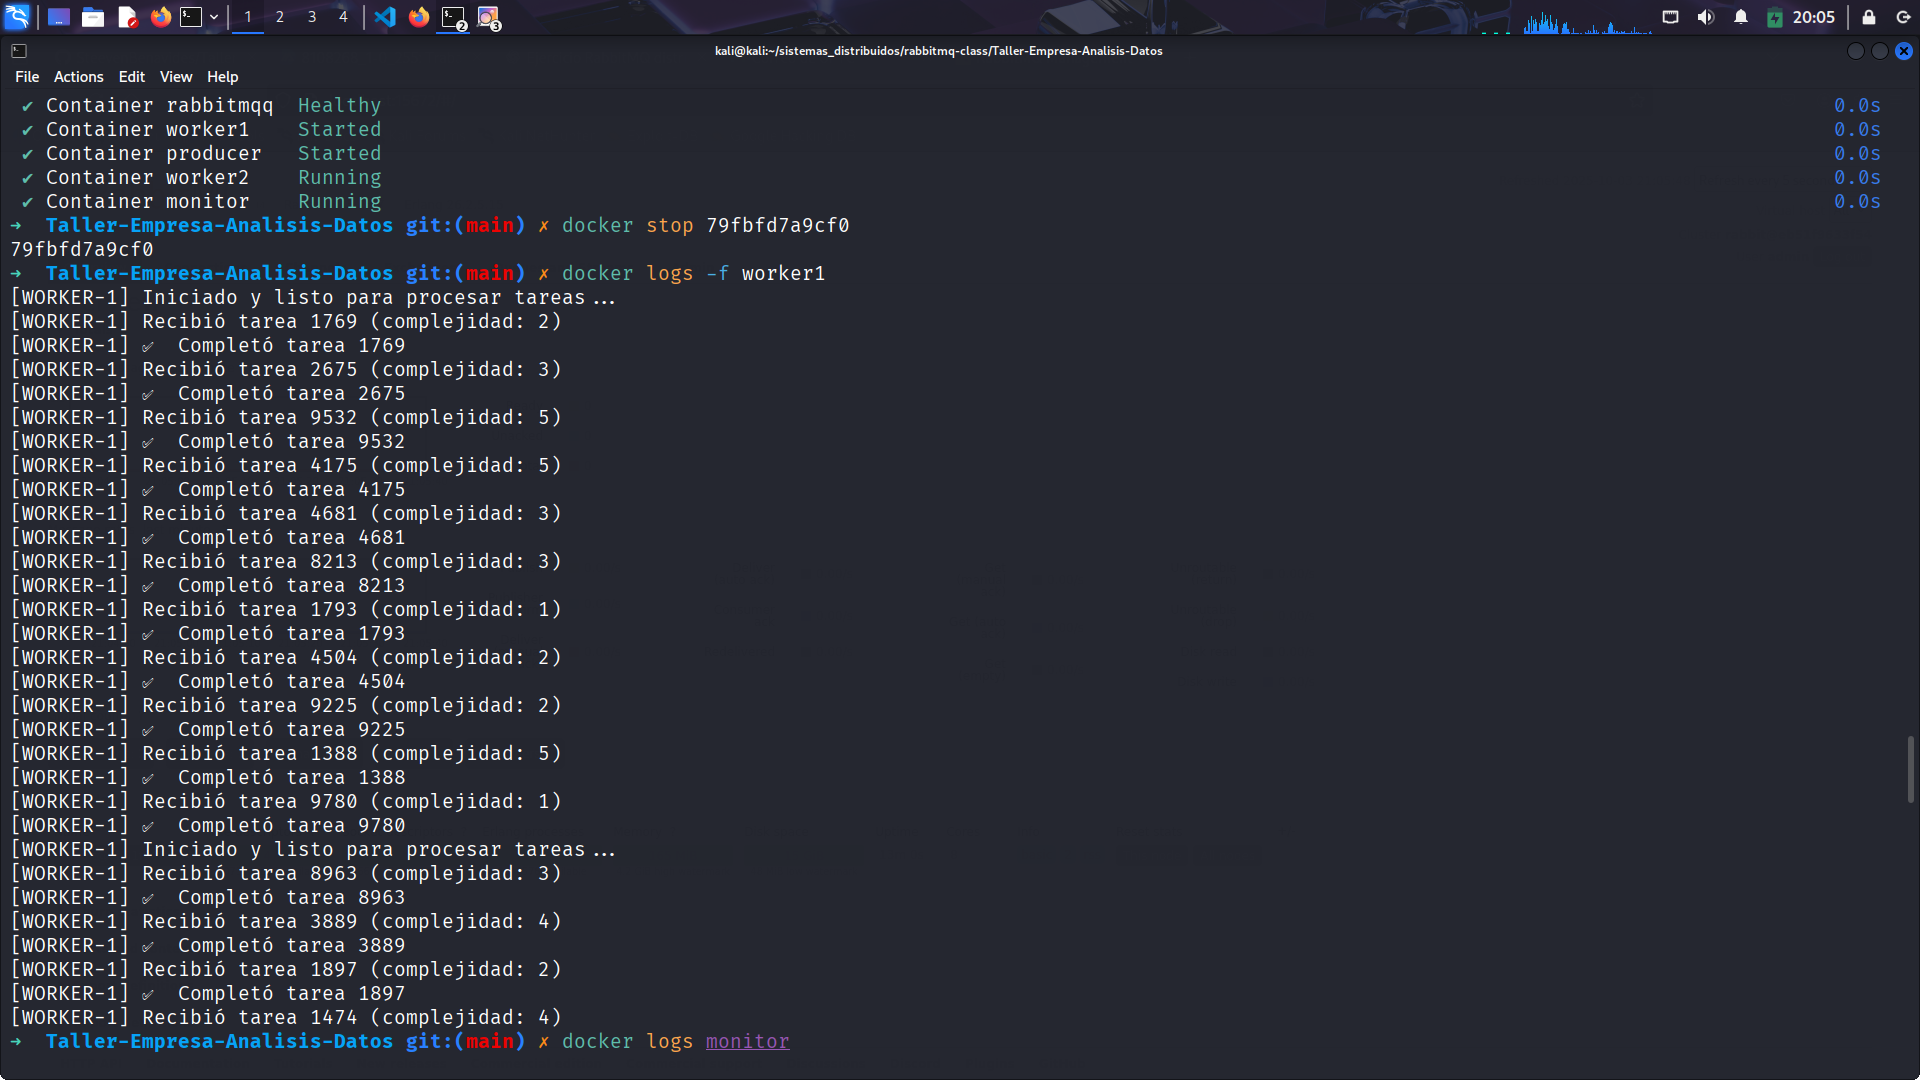 1 2 3 4 2 3 20:05
kali@kali:~/sistemas_distribuidos/rabbitmq-class/Taller-Empresa-Analisis-Datos
File Actions Edit View Help
✔ Container rabbitmqq Healthy 0.0s
✔ Container worker1 Started 0.0s
✔ Container producer Started 0.0s
✔ Container worker2 Running 0.0s
✔ Container monitor Running 0.0s
→ Taller-Empresa-Analisis-Datos git:(main) ✗ docker stop 79fbfd7a9cf0
79fbfd7a9cf0
→ Taller-Empresa-Analisis-Datos git:(main) ✗ docker logs -f worker1
[WORKER-1] Iniciado y listo para procesar tareas...
[WORKER-1] Recibió tarea 1769 (complejidad: 2)
[WORKER-1] ✅ Completó tarea 1769
[WORKER-1] Recibió tarea 2675 (complejidad: 3)
[WORKER-1] ✅ Completó tarea 2675
[WORKER-1] Recibió tarea 9532 (complejidad: 5)
[WORKER-1] ✅ Completó tarea 9532
[WORKER-1] Recibió tarea 4175 (complejidad: 5)
[WORKER-1] ✅ Completó tarea 4175
[WORKER-1] Recibió tarea 4681 (complejidad: 3)
[WORKER-1] ✅ Completó tarea 4681
[WORKER-1] Recibió tarea 8213 (complejidad: 3)
[WORKER-1] ✅ Completó tarea 8213
[WORKER-1] Recibió tarea 1793 (complejidad: 1)
[WORKER-1] ✅ Completó tarea 1793
[WORKER-1] Recibió tarea 4504 (complejidad: 2)
[WORKER-1] ✅ Completó tarea 4504
[WORKER-1] Recibió tarea 9225 (complejidad: 2)
[WORKER-1] ✅ Completó tarea 9225
[WORKER-1] Recibió tarea 1388 (complejidad: 5)
[WORKER-1] ✅ Completó tarea 1388
[WORKER-1] Recibió tarea 9780 (complejidad: 1)
[WORKER-1] ✅ Completó tarea 9780
[WORKER-1] Iniciado y listo para procesar tareas...
[WORKER-1] Recibió tarea 8963 (complejidad: 3)
[WORKER-1] ✅ Completó tarea 8963
[WORKER-1] Recibió tarea 3889 (complejidad: 4)
[WORKER-1] ✅ Completó tarea 3889
[WORKER-1] Recibió tarea 1897 (complejidad: 2)
[WORKER-1] ✅ Completó tarea 1897
[WORKER-1] Recibió tarea 1474 (complejidad: 4)
→ Taller-Empresa-Analisis-Datos git:(main) ✗ docker logs monitor